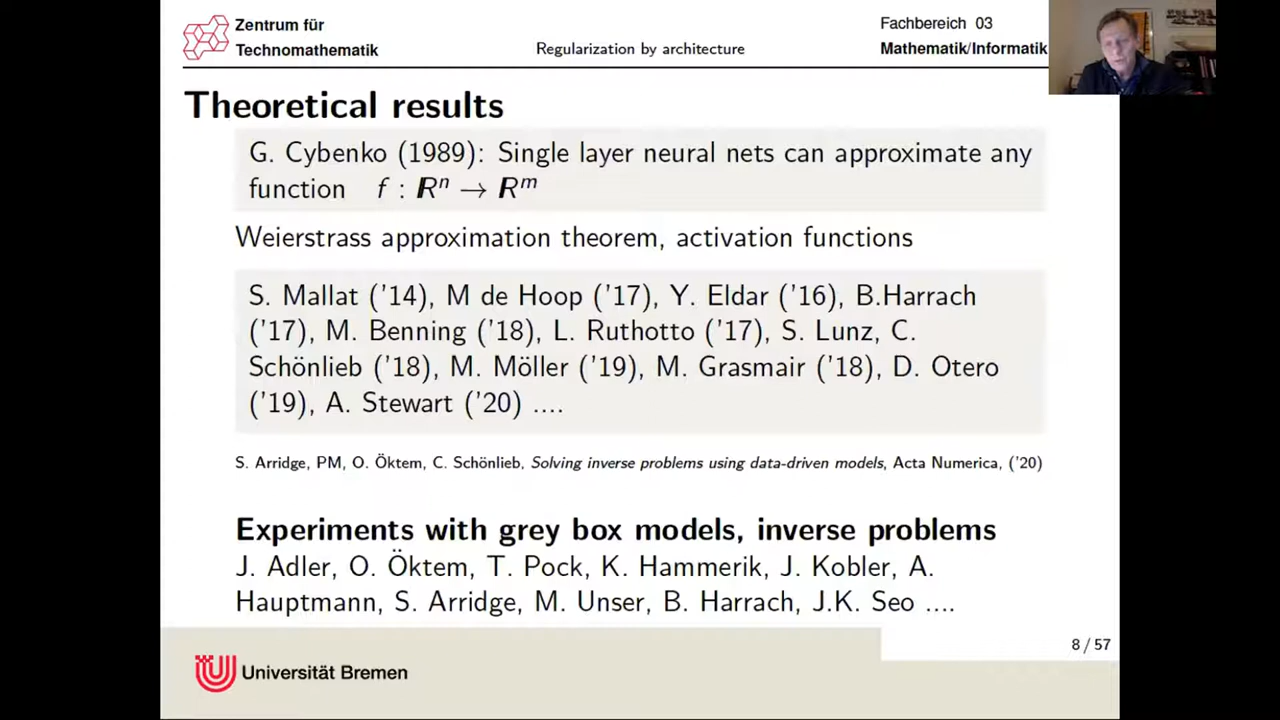 Zentrum für
Technomathematik
Regularization by architecture
Fachbereich 03
Mathematik/Informatik
Theoretical results
G. Cybenko (1989): Single layer neural nets can approximate any
function f : ℝⁿ → ℝᵐ
Weierstrass approximation theorem, activation functions
S. Mallat ('14), M de Hoop ('17), Y. Eldar ('16), B.Harrach
('17), M. Benning ('18), L. Ruthotto ('17), S. Lunz, C.
Schönlieb ('18), M. Möller ('19), M. Grasmair ('18), D. Otero
('19), A. Stewart ('20) ....
S. Arridge, PM, O. Öktem, C. Schönlieb, Solving inverse problems using data-driven models, Acta Numerica, ('20)
Experiments with grey box models, inverse problems
J. Adler, O. Öktem, T. Pock, K. Hammerik, J. Kobler, A.
Hauptmann, S. Arridge, M. Unser, B. Harrach, J.K. Seo ....
8 / 57
Universität Bremen